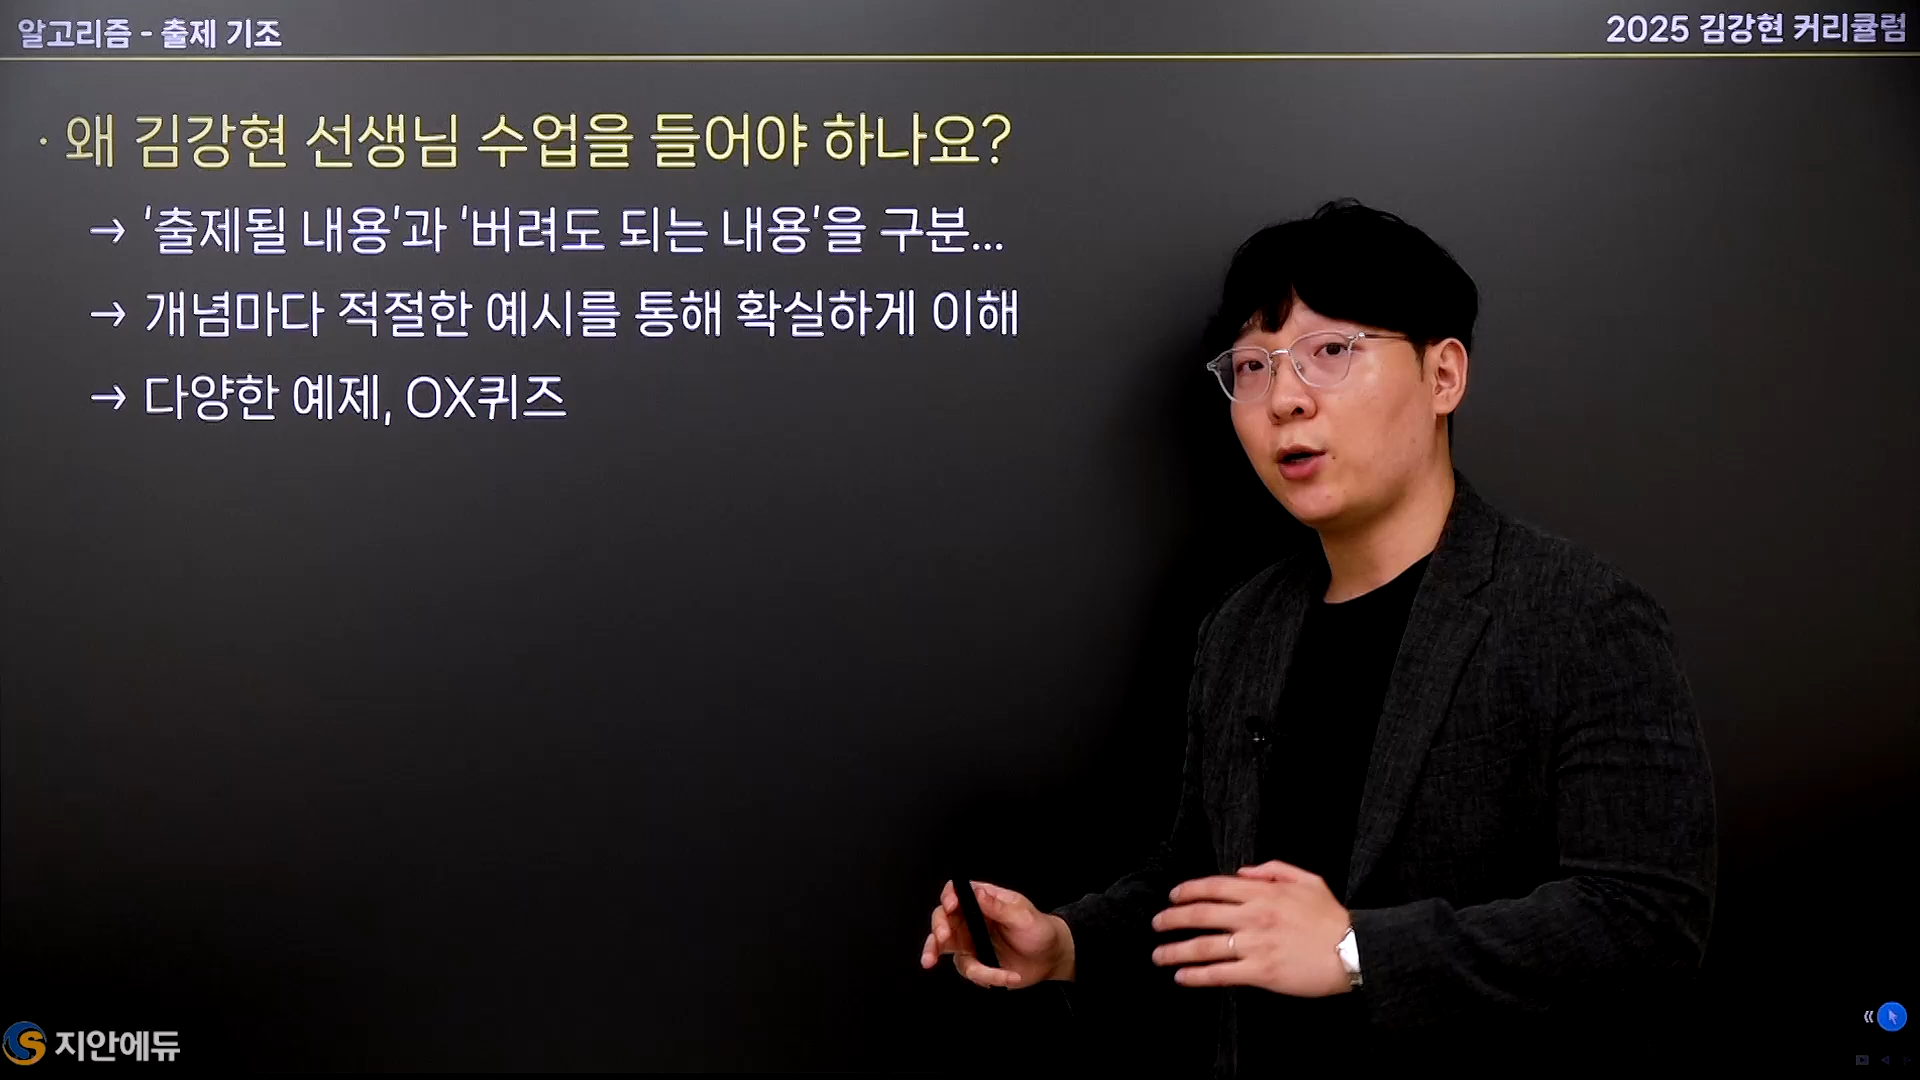 알고리즘 - 출제 기조
2025 김강현 커리큘럼
· 왜 김강현 선생님 수업을 들어야 하나요?
→ '출제될 내용'과 '버려도 되는 내용'을 구분...
→ 개념마다 적절한 예시를 통해 확실하게 이해
→ 다양한 예제, OX퀴즈
지안에듀